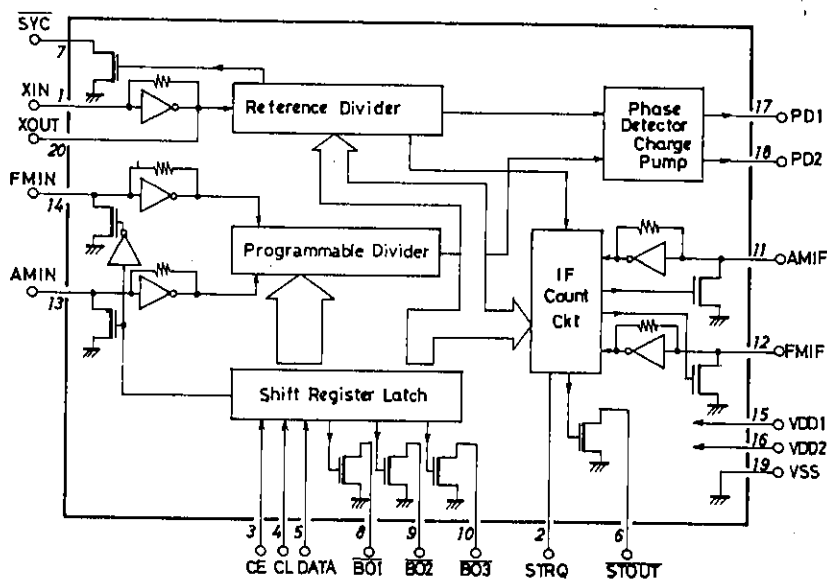 SYC
7
XIN
1
XOUT
20
FMIN
14
AMIN
13
Reference Divider
Programmable Divider
Shift Register Latch
Phase
Detector
Charge
Pump
17 PD1
18 PD2
IF
Count
Ckt
11 AMIF
12 FMIF
15 VDD1
16 VDD2
19 VSS
3 4 5 8 9 10 2 6
CE CL DATA BO1 BO2 BO3 STRQ STOUT